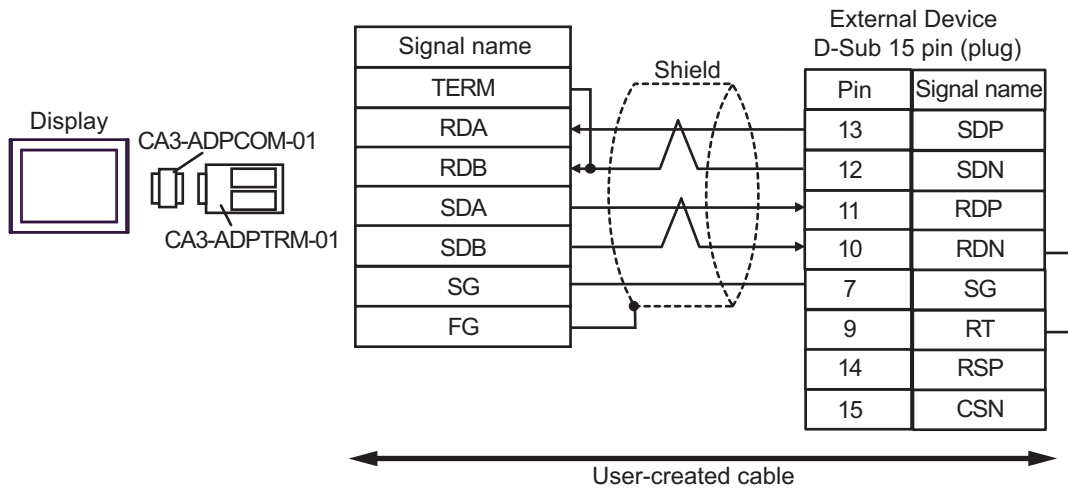 External Device
D-Sub 15 pin (plug)
Signal name
Shield
Pin Signal name
TERM
Display
CA3-ADPCOM-01
CA3-ADPTRM-01
RDA 13 SDP
RDB 12 SDN
SDA 11 RDP
SDB 10 RDN
SG 7 SG
FG 9 RT
14 RSP
15 CSN
User-created cable